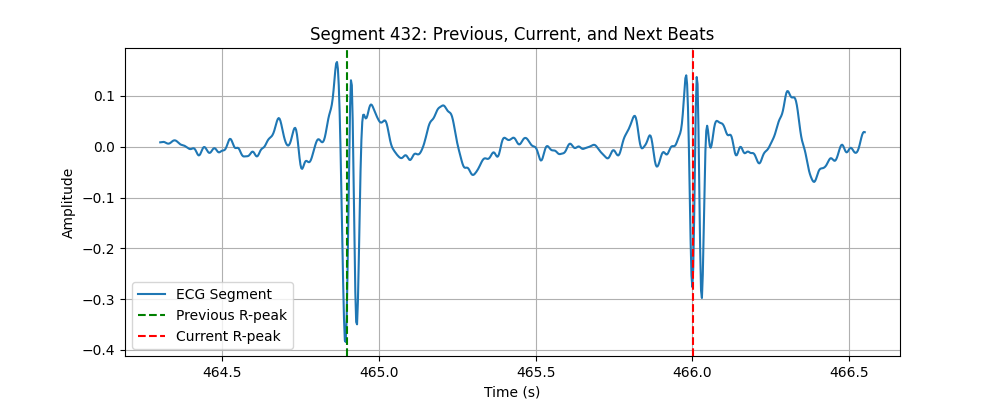 Segment 432: Previous, Current, and Next Beats
Amplitude
0.1
0.0
−0.1
−0.2
−0.3
−0.4
ECG Segment
Previous R-peak
Current R-peak
464.5 465.0 465.5 466.0 466.5
Time (s)